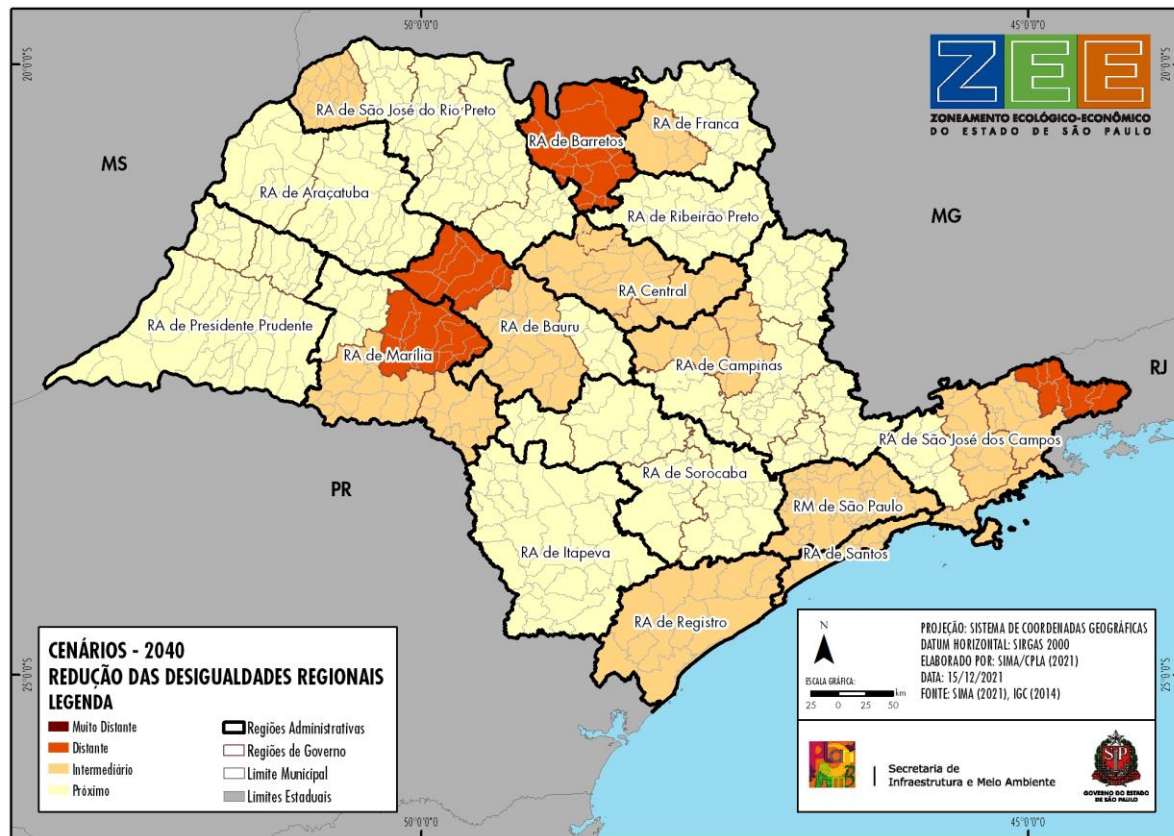 50°0'0"O
45°0'0"O
20°0'0"S
20°0'0"S
ZEE
ZONEAMENTO ECOLÓGICO-ECONÔMICO
DO ESTADO DE SÃO PAULO
RA de São José do Rio Preto
RA de Barretos
RA de Franca
MS
RA de Araçatuba
RA de Ribeirão Preto
MG
RA Central
RA de Presidente Prudente
RA de Bauru
RA de Marília
RA de Campinas
RJ
RA de São José dos Campos
PR
RA de Sorocaba
RM de São Paulo
RA de Itapeva
RA de Santos
RA de Registro
CENÁRIOS - 2040
REDUÇÃO DAS DESIGUALDADES REGIONAIS
LEGENDA
Muito Distante
Distante
Intermediário
Próximo
Regiões Administrativas
Regiões de Governo
Limite Municipal
Limites Estaduais
N
ESCALA GRÁFICA:
25 0 25 50 km
PROJEÇÃO: SISTEMA DE COORDENADAS GEOGRÁFICAS
DATUM HORIZONTAL: SIRGAS 2000
ELABORADO POR: SIMA/CPLA (2021)
DATA: 15/12/2021
FONTE: SIMA (2021), IGC (2014)
Secretaria de
Infraestrutura e Meio Ambiente
SP
GOVERNO DO ESTADO
DE SÃO PAULO
25°0'0"S
25°0'0"S
50°0'0"O
45°0'0"O